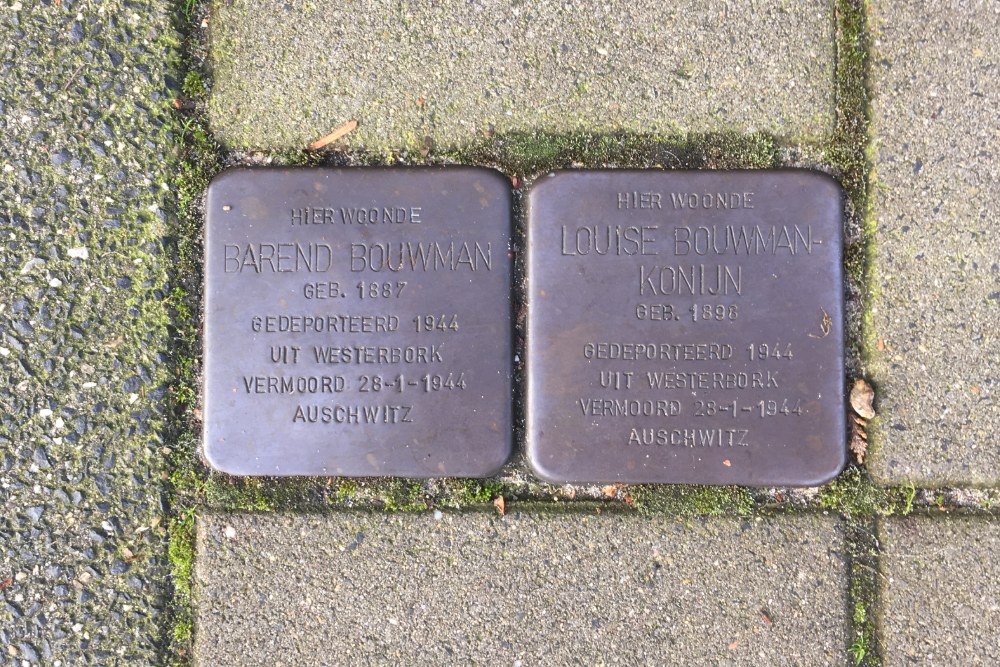 HIER WOONDE
BAREND BOUWMAN
GEB. 1887
GEDEPORTEERD 1944
UIT WESTERBORK
VERMOORD 28-1-1944
AUSCHWITZ
HIER WOONDE
LOUISE BOUWMAN-
KONIJN
GEB. 1898
GEDEPORTEERD 1944
UIT WESTERBORK
VERMOORD 28-1-1944
AUSCHWITZ